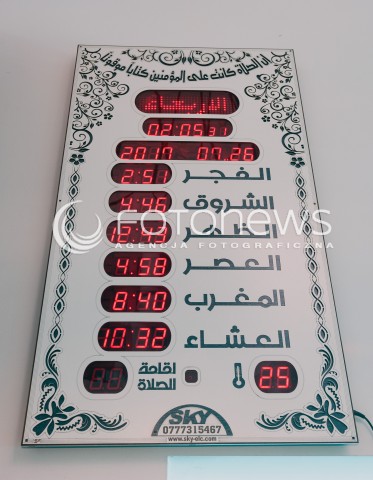 إن الصلاة كانت على المؤمنين كتابا موقوتا
الاربعاء
02:05 31
2017 07.26
2:51 الفجر
4:46 الشروق
الظهر
FOTONEWS
AGENCJA FOTOGRAFICZNA
4:58 العصر
8:40 المغرب
10:32 العشاء
اقامة الصلاة
25
SKY
0777315467
www.sky-elc.com